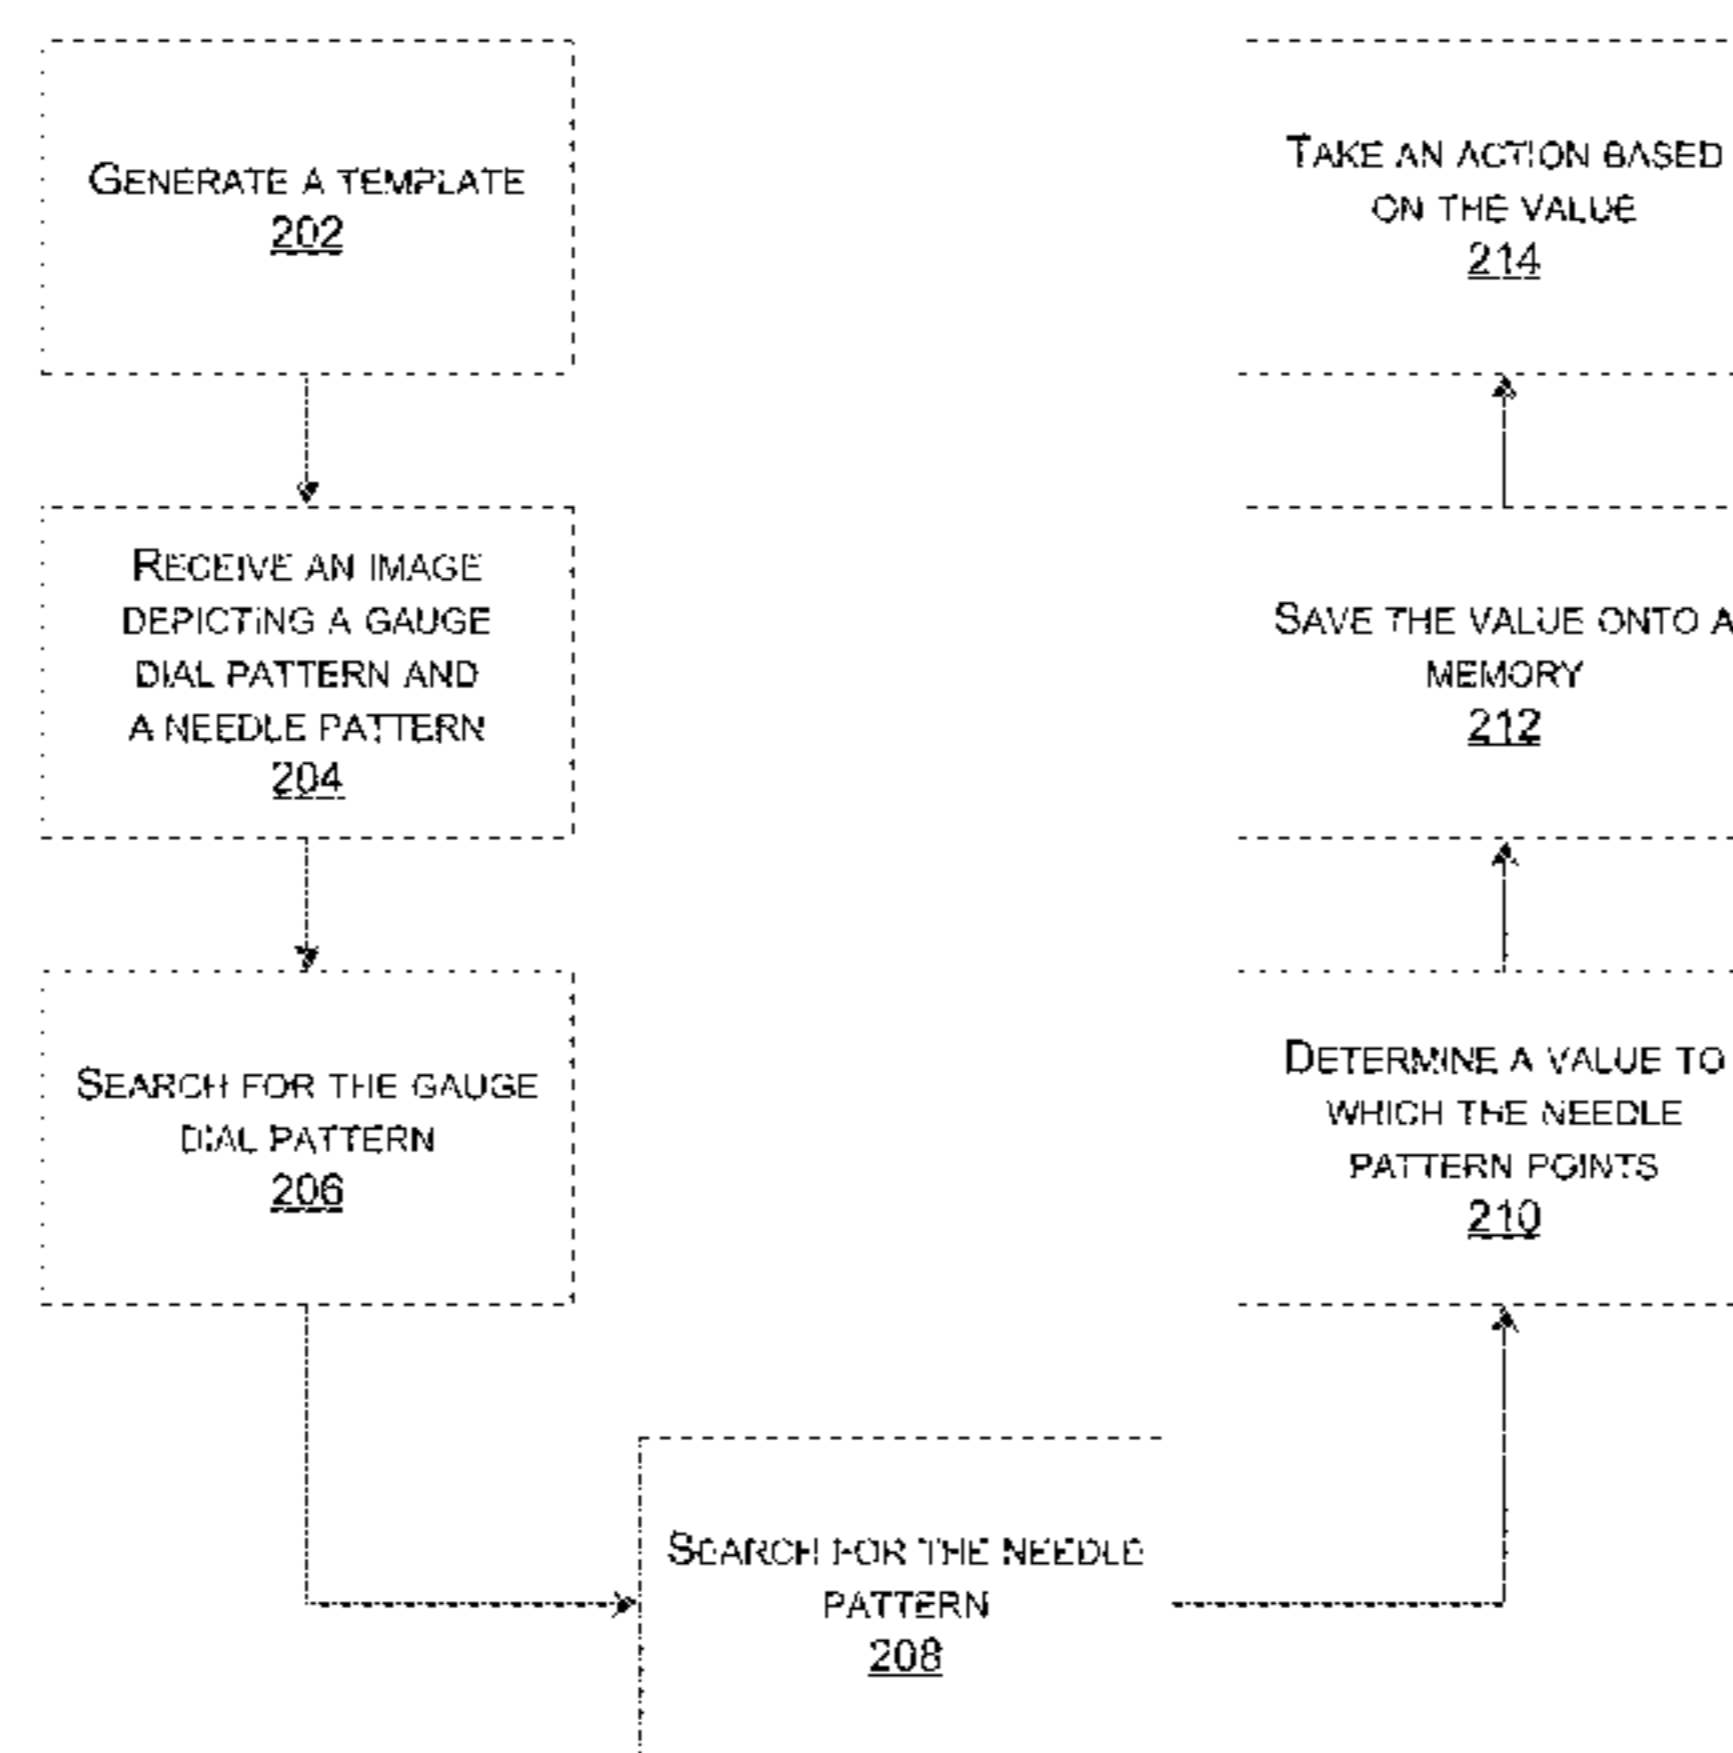 GENERATE A TEMPLATE
202
RECEIVE AN IMAGE
DEPICTING A GAUGE
DIAL PATTERN AND
A NEEDLE PATTERN
204
SEARCH FOR THE GAUGE
DIAL PATTERN
206
SEARCH FOR THE NEEDLE
PATTERN
208
DETERMINE A VALUE TO
WHICH THE NEEDLE
PATTERN POINTS
210
SAVE THE VALUE ONTO A
MEMORY
212
TAKE AN ACTION BASED
ON THE VALUE
214